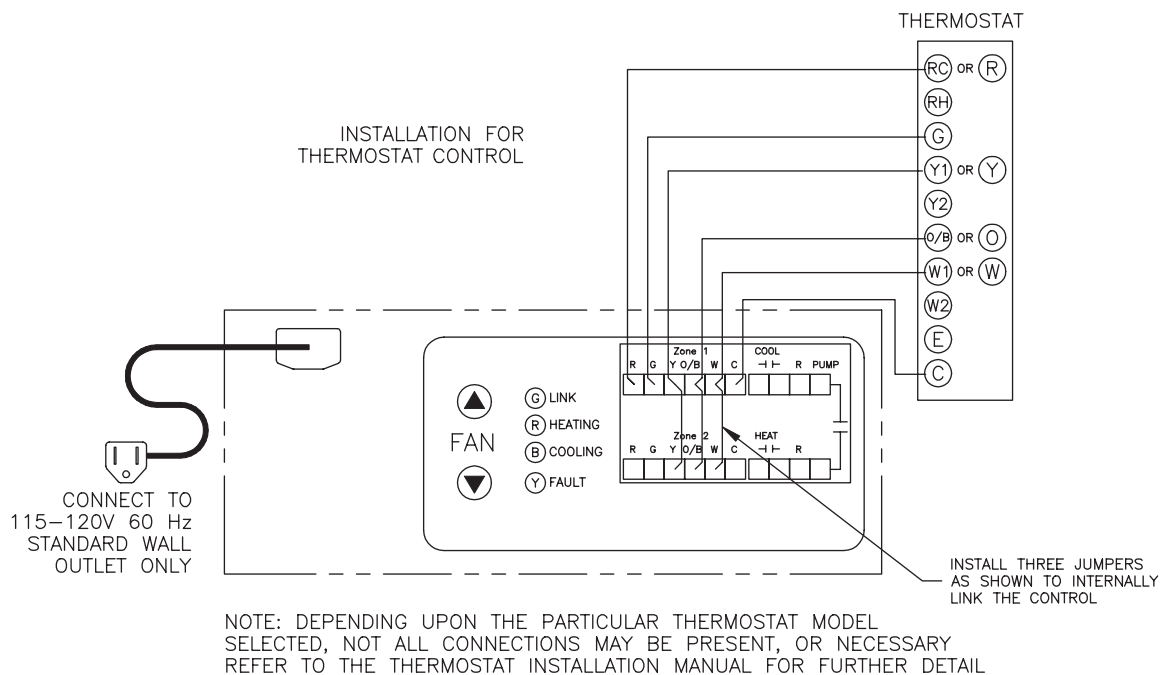 THERMOSTAT
RC OR R
RH
G
Y1 OR Y
Y2
O/B OR O
W1 OR W
W2
E
C
INSTALLATION FOR
THERMOSTAT CONTROL
Zone 1 COOL
R G Y O/B W C R PUMP
Zone 2 HEAT
R G Y O/B W C R
FAN
G LINK
R HEATING
B COOLING
Y FAULT
CONNECT TO
115-120V 60 Hz
STANDARD WALL
OUTLET ONLY
INSTALL THREE JUMPERS
AS SHOWN TO INTERNALLY
LINK THE CONTROL
NOTE: DEPENDING UPON THE PARTICULAR THERMOSTAT MODEL
SELECTED, NOT ALL CONNECTIONS MAY BE PRESENT, OR NECESSARY
REFER TO THE THERMOSTAT INSTALLATION MANUAL FOR FURTHER DETAIL